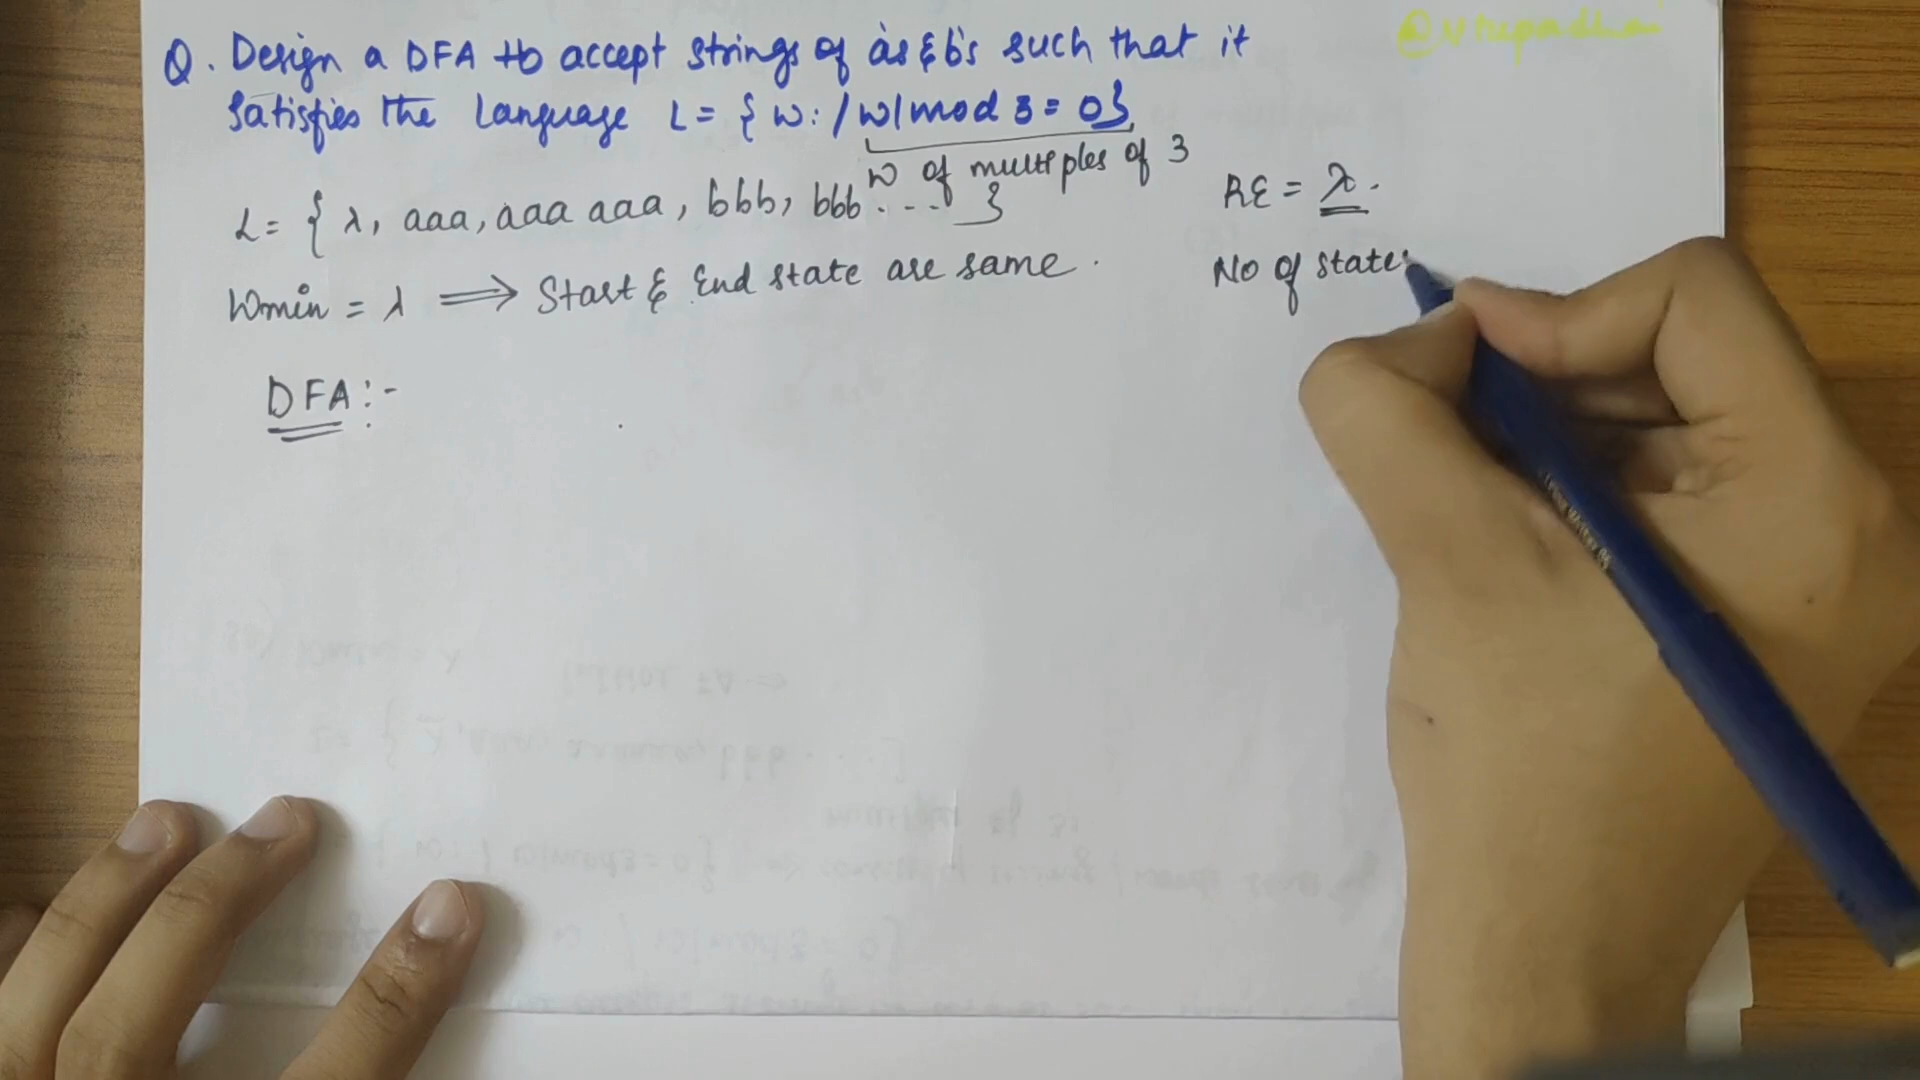 Q. Design a DFA to accept strings of a's & b's such that it
satisfies the Language L = { w: |w| mod 3 = 0}
w of multiples of 3
L = { λ, aaa, aaa aaa, bbb, bbb .... }
RE = λ.
Wmin = λ ⟹ Start & End state are same.
No of states
DFA :-